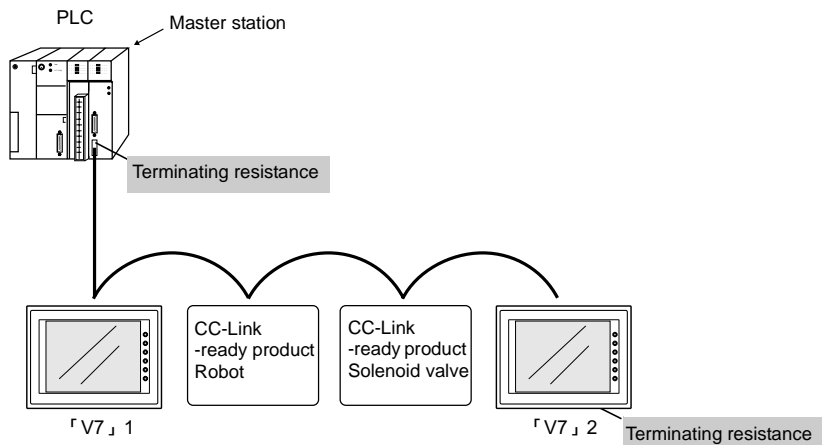 PLC
Master station
Terminating resistance
CC-Link
-ready product
Robot
CC-Link
-ready product
Solenoid valve
「V7」1
「V7」2
Terminating resistance